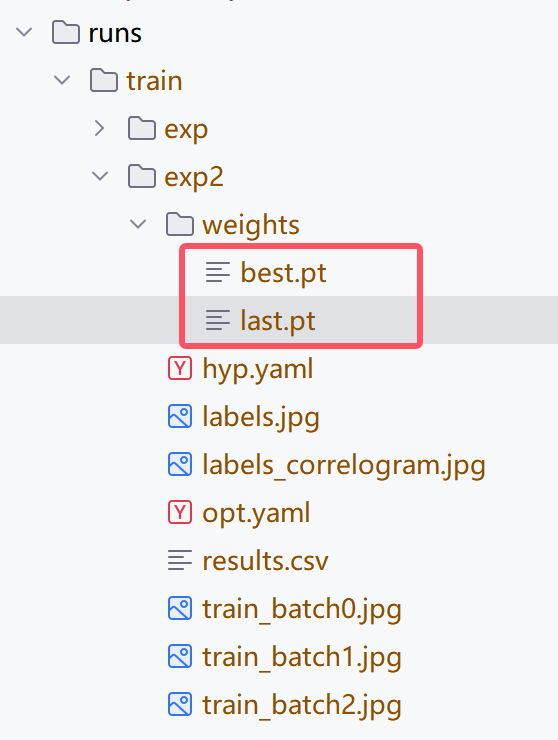 runs
train
exp
exp2
weights
best.pt
last.pt
hyp.yaml
labels.jpg
labels_correlogram.jpg
opt.yaml
results.csv
train_batch0.jpg
train_batch1.jpg
train_batch2.jpg